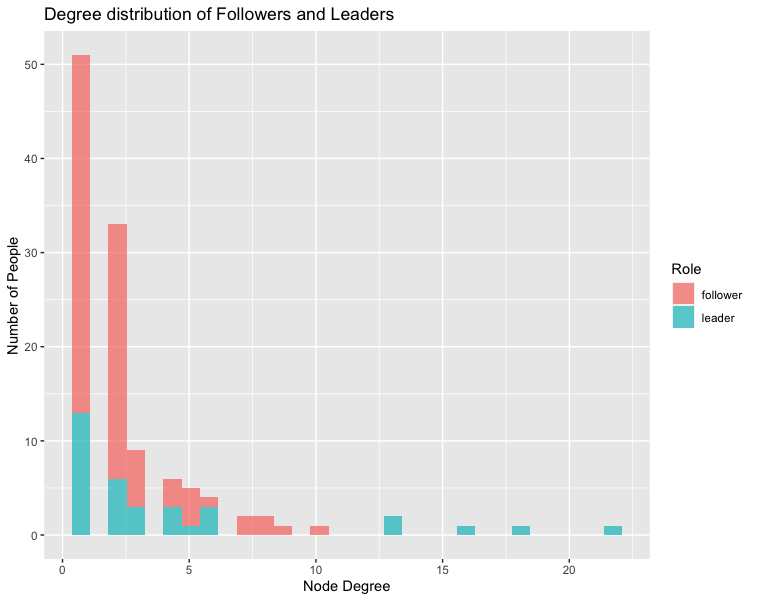 Degree distribution of Followers and Leaders
Number of People
50
40
30
20
10
0
0 5 10 15 20
Node Degree
Role
follower
leader